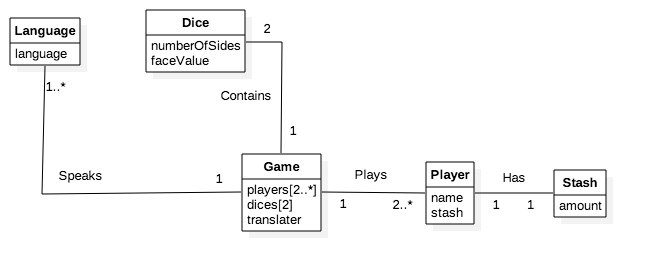 Language
language
1..*
Speaks
1
Dice
numberOfSides
faceValue
2
Contains
1
Game
players[2..*]
dices[2]
translater
Plays
1
2..*
Player
name
stash
Has
1
1
Stash
amount